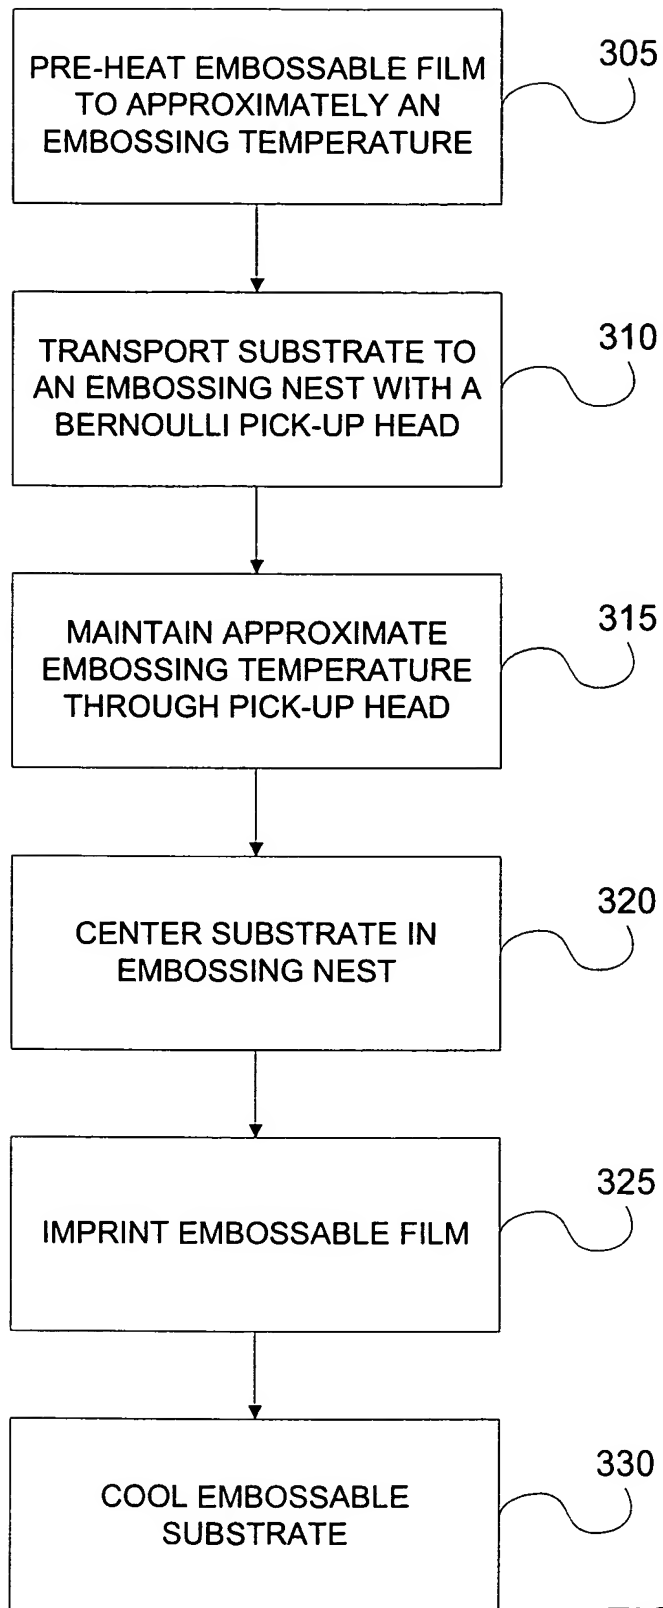 PRE-HEAT EMBOSSABLE FILM
TO APPROXIMATELY AN
EMBOSSING TEMPERATURE
305
TRANSPORT SUBSTRATE TO
AN EMBOSSING NEST WITH A
BERNOULLI PICK-UP HEAD
310
MAINTAIN APPROXIMATE
EMBOSSING TEMPERATURE
THROUGH PICK-UP HEAD
315
CENTER SUBSTRATE IN
EMBOSSING NEST
320
IMPRINT EMBOSSABLE FILM
325
COOL EMBOSSABLE
SUBSTRATE
330